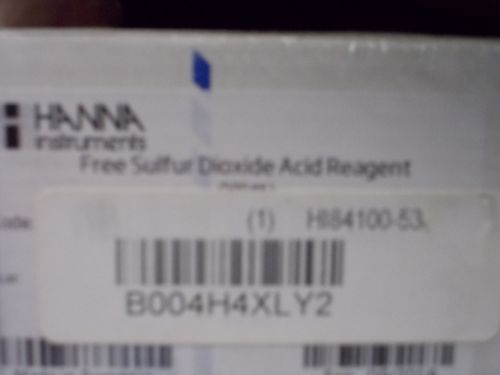 HANNA
instruments
Free Sulfur Dioxide Acid Reagent
(1) HI84100-53
B004H4XLY2